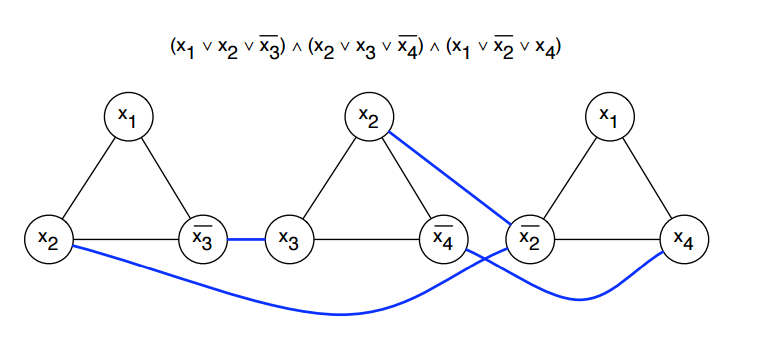 (x₁ ∨ x₂ ∨ x̅₃) ∧ (x₂ ∨ x₃ ∨ x̅₄) ∧ (x₁ ∨ x̅₂ ∨ x₄)
x₁ x₂ x₁
x₂ x̅₃ x₃ x̅₄ x̅₂ x₄